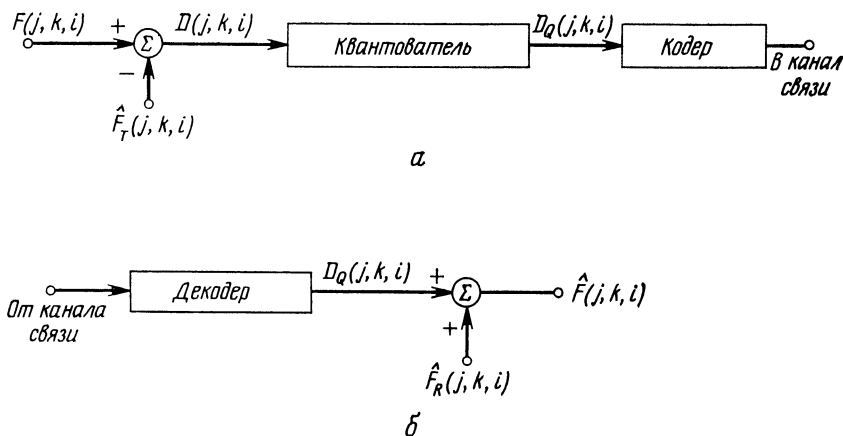 F(j, k, i)
+
Σ
D(j, k, i)
Квантователь
D_Q(j, k, i)
Кодер
В канал
связи
−
F̂_T(j, k, i)
а
От канала
связи
Декодер
D_Q(j, k, i)
+
Σ
F̂(j, k, i)
+
F̂_R(j, k, i)
б